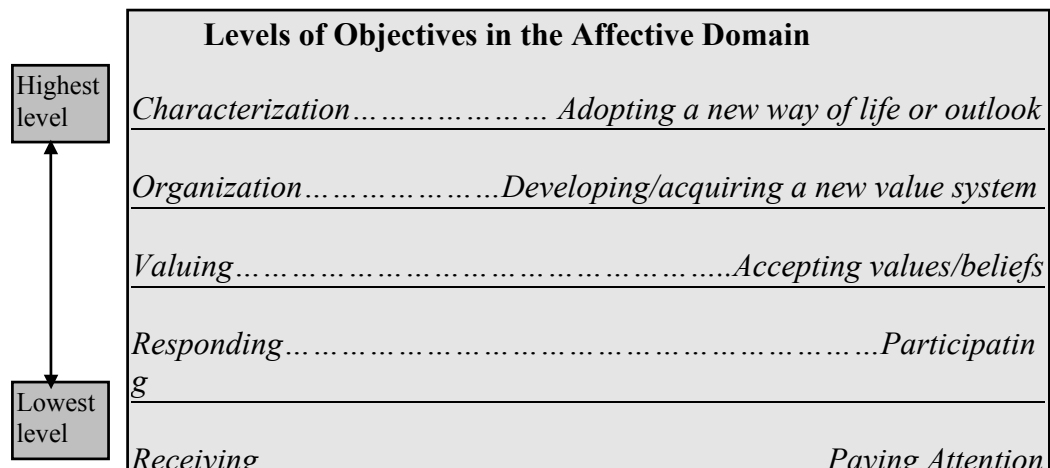 Levels of Objectives in the Affective Domain
Highest
level
Characterization………………… Adopting a new way of life or outlook
Organization…………………Developing/acquiring a new value system
Valuing…………………………………………..Accepting values/beliefs
Responding……………………………………………………Participatin
g
Lowest
level
Receiving Paying Attention